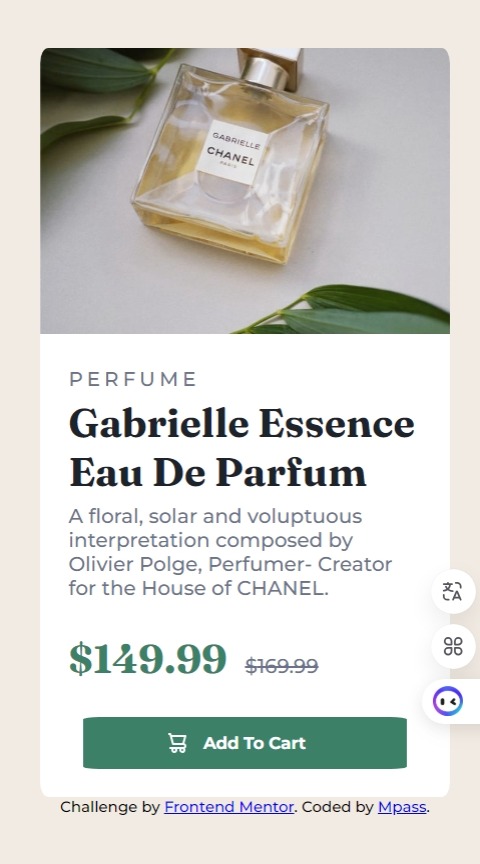 GABRIELLE
CHANEL
PARIS
PERFUME
Gabrielle Essence
Eau De Parfum
A floral, solar and voluptuous
interpretation composed by
Olivier Polge, Perfumer- Creator
for the House of CHANEL.
$149.99 $169.99
Add To Cart
Challenge by Frontend Mentor. Coded by Mpass.